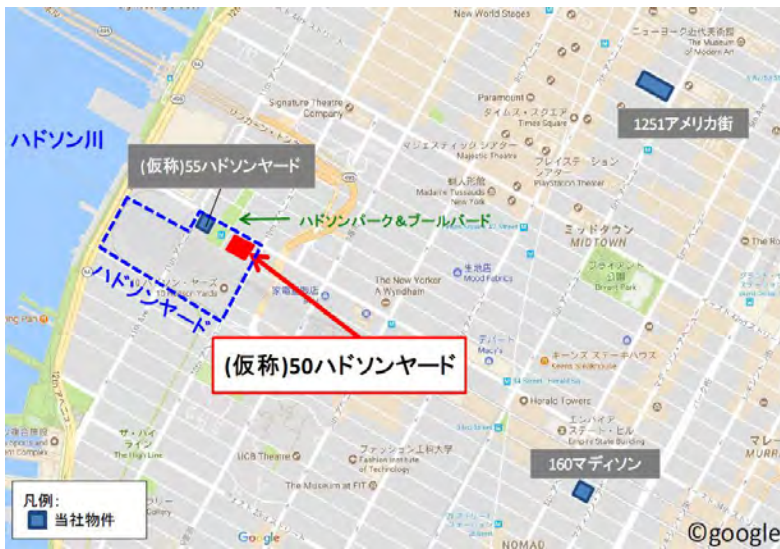 New World Stages
ニューヨーク近代美術館
The Museum
of Modern Art
Signature Theatre
Company
Paramount
タイムズ・スクエア
Times Square
1251アメリカ街
ハドソン川
(仮称)55ハドソンヤード
マジェスティック シアター
Majestic Theatre
プレイステーション
シアター
PlayStation Theater
蝋人形館
Madame Tussauds
New York
ハドソンパーク&ブールバード
ミッドタウン
MIDTOWN
ブライアント
公園
Bryant Park
ハドソンヤード
生地店
Mood Fabrics
The New Yorker
A Wyndham
デパート
Macy's
キーンズ ステーキハウス
Keens Steakhouse
(仮称)50ハドソンヤード
Herald Towers
エンパイア
ステート・ビル
Empire State Building
ザ・ハイ
ライン
The High Line
UCB Theatre
ファッション工科大学
Fashion Institute
of Technology
The Museum at FIT
160マディソン
凡例:
当社物件
Google
NOMAD
©google